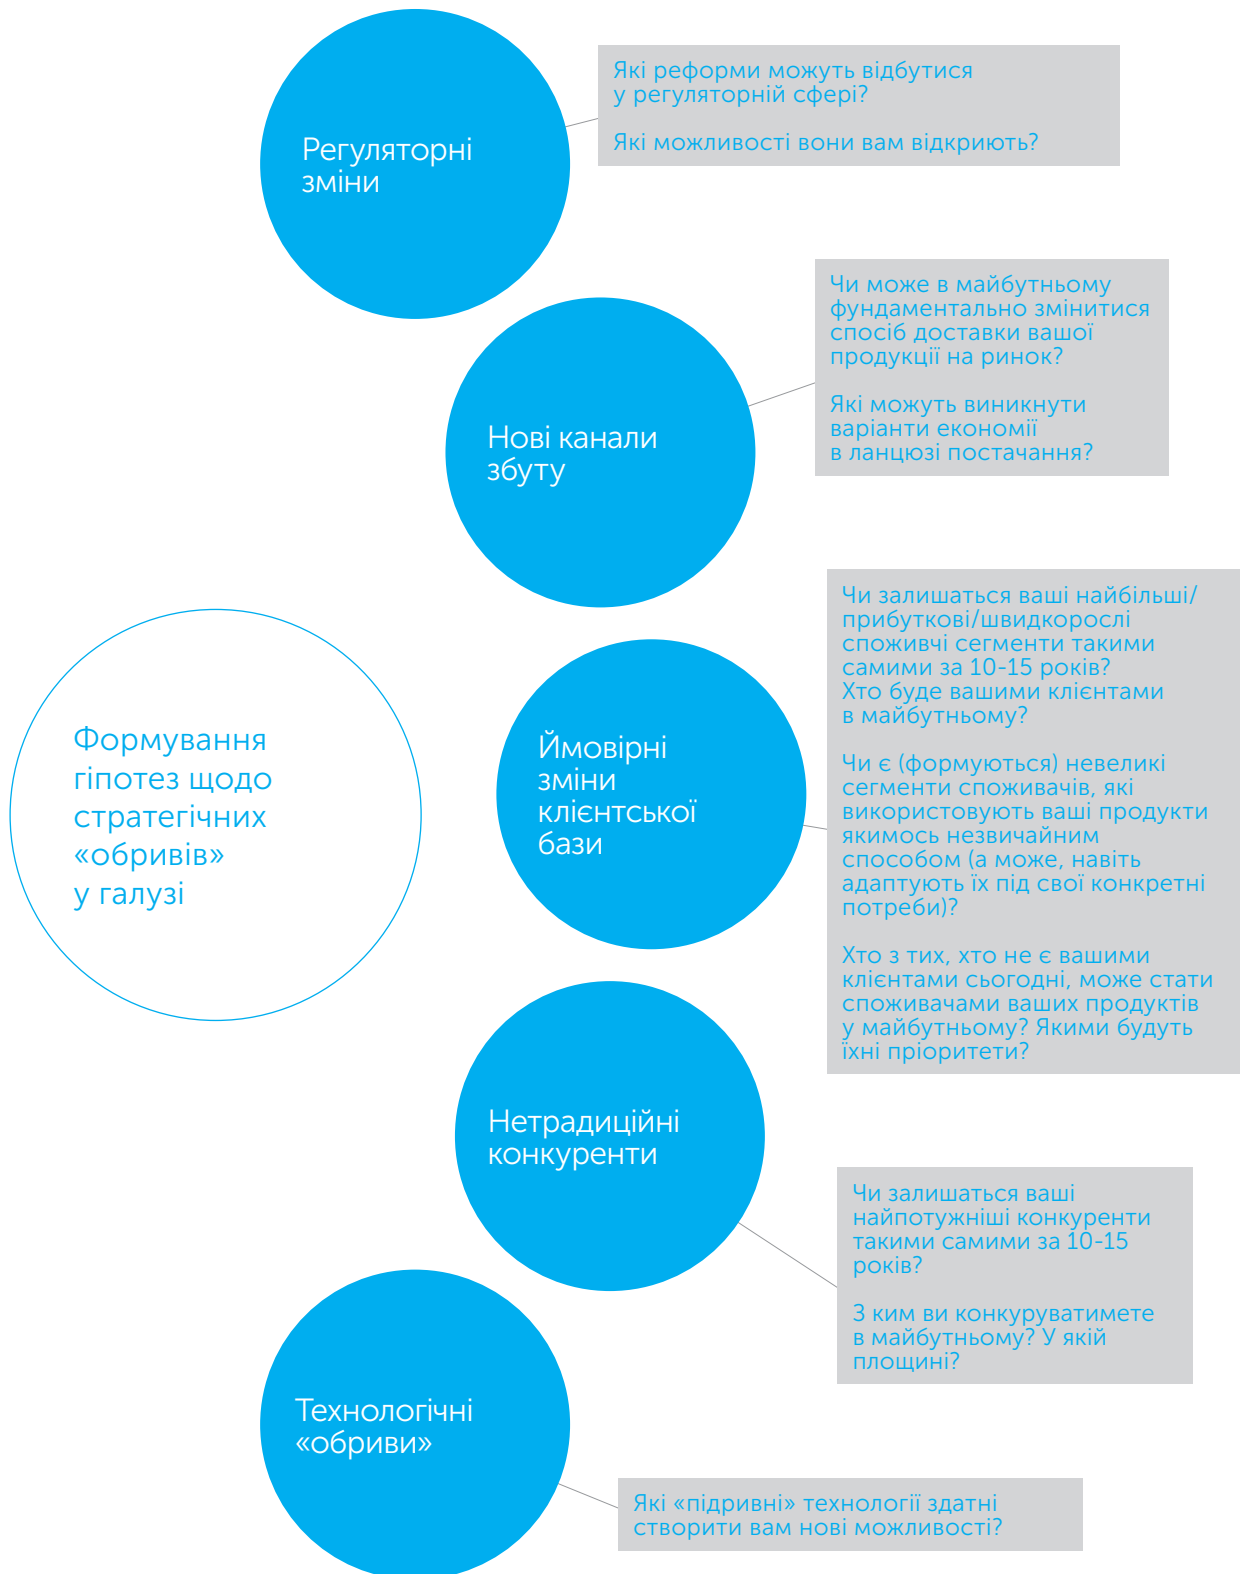 Регуляторні
зміни
Які реформи можуть відбутися
у регуляторній сфері?
Які можливості вони вам відкриють?
Нові канали
збуту
Чи може в майбутньому
фундаментально змінитися
спосіб доставки вашої
продукції на ринок?
Які можуть виникнути
варіанти економії
в ланцюзі постачання?
Формування
гіпотез щодо
стратегічних
«обривів»
у галузі
Ймовірні
зміни
клієнтської
бази
Чи залишаться ваші найбільші/
прибуткові/швидкорослі
споживчі сегменти такими
самими за 10-15 років?
Хто буде вашими клієнтами
в майбутньому?
Чи є (формуються) невеликі
сегменти споживачів, які
використовують ваші продукти
якимось незвичайним
способом (а може, навіть
адаптують їх під свої конкретні
потреби)?
Хто з тих, хто не є вашими
клієнтами сьогодні, може стати
споживачами ваших продуктів
у майбутньому? Якими будуть
їхні пріоритети?
Нетрадиційні
конкуренти
Чи залишаться ваші
найпотужніші конкуренти
такими самими за 10-15
років?
З ким ви конкуруватимете
в майбутньому? У якій
площині?
Технологічні
«обриви»
Які «підривні» технології здатні
створити вам нові можливості?